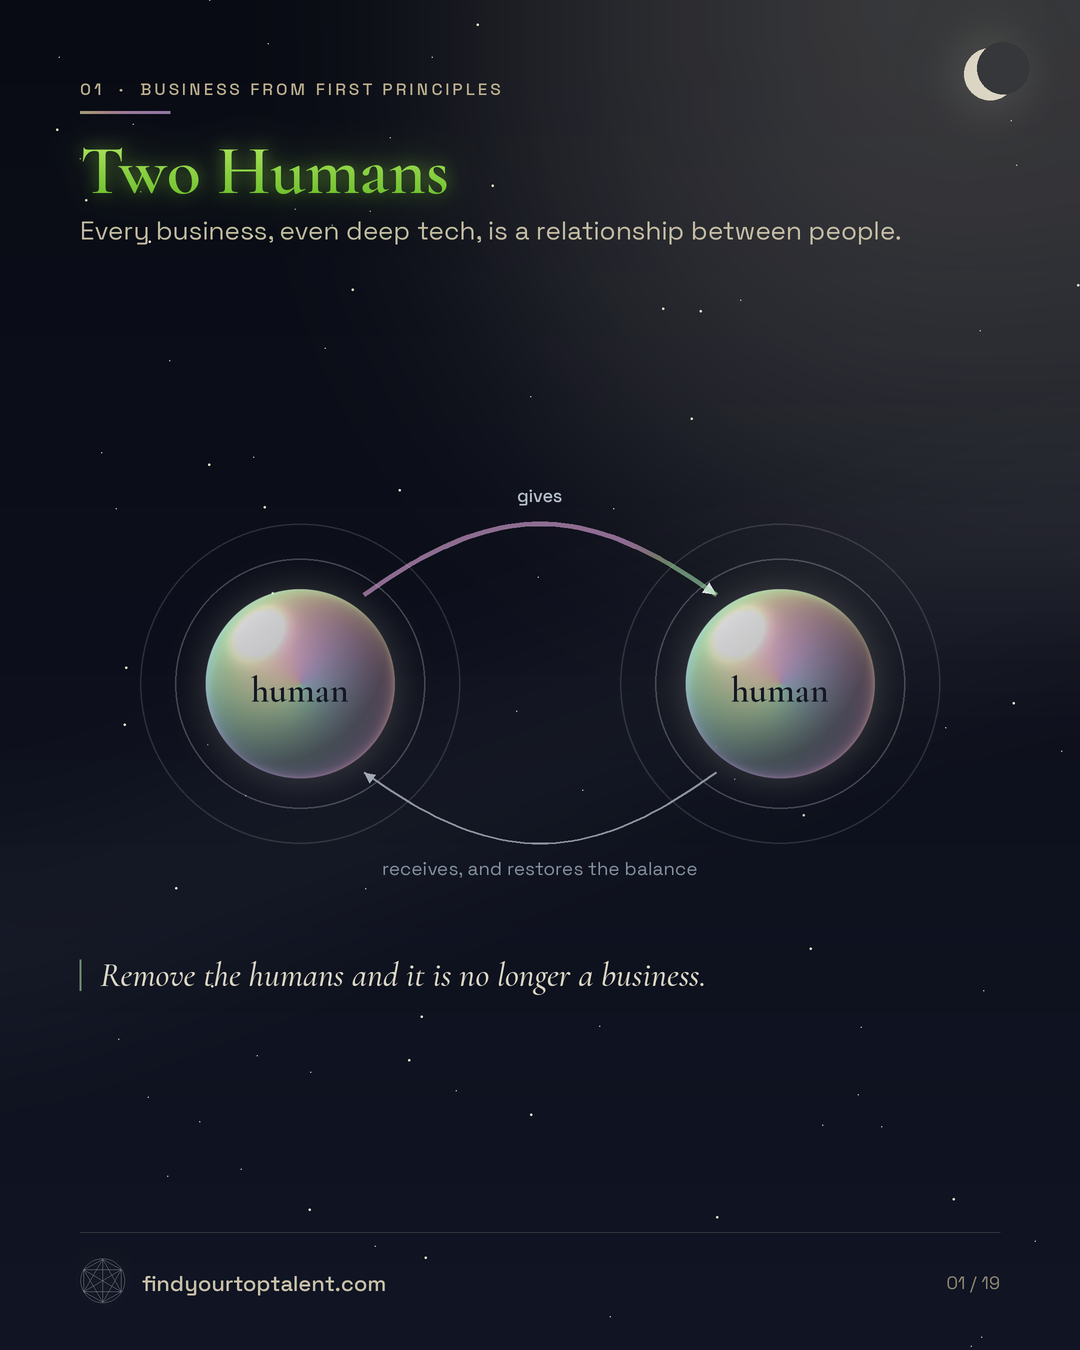 01 · BUSINESS FROM FIRST PRINCIPLES
Two Humans
Every business, even deep tech, is a relationship between people.
gives
human
human
receives, and restores the balance
Remove the humans and it is no longer a business.
findyourtoptalent.com
01 / 19